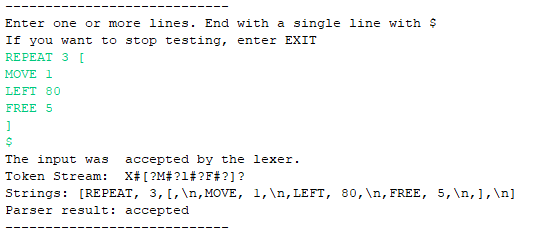 ----------------------------
Enter one or more lines. End with a single line with $
If you want to stop testing, enter EXIT
REPEAT 3 [
MOVE 1
LEFT 80
FREE 5
]
$
The input was  accepted by the lexer.
Token Stream:  X#[?M#?l#?F#?]?
Strings: [REPEAT, 3,[,\n,MOVE, 1,\n,LEFT, 80,\n,FREE, 5,\n,],\n]
Parser result: accepted
----------------------------